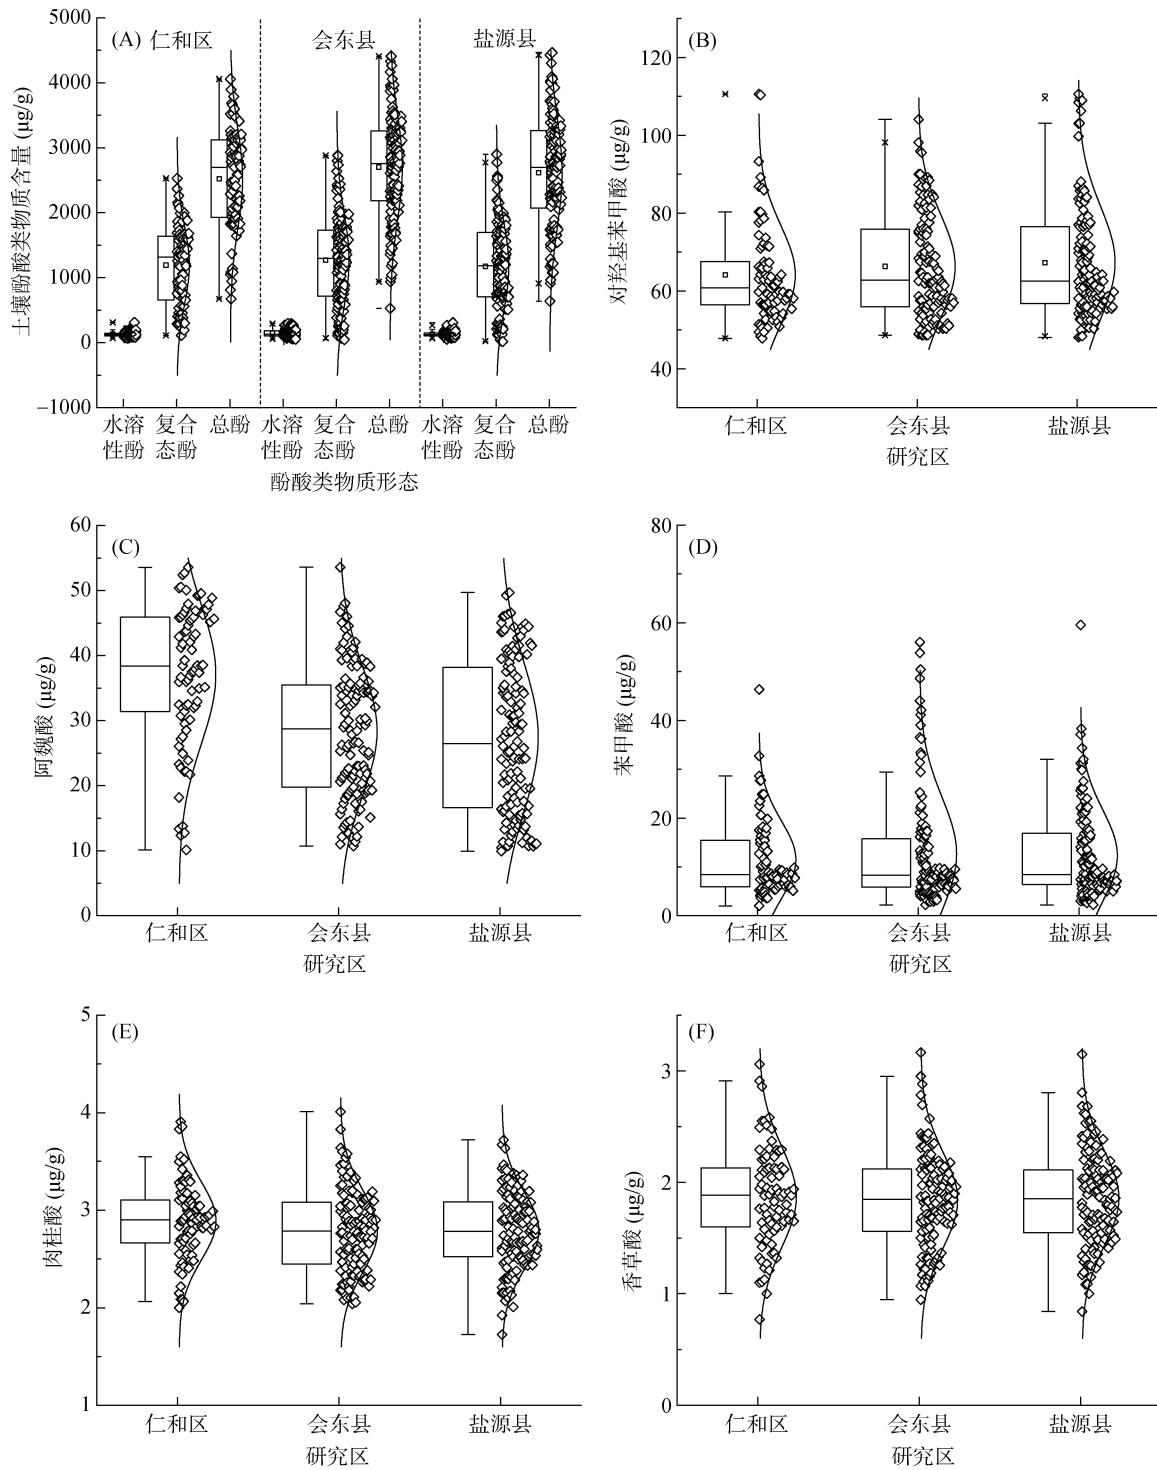 (A)
仁和区
会东县
盐源县
土壤酚酸类物质含量 (μg/g)
5000
4000
3000
2000
1000
0
−1000
水溶性酚
复合态酚
总酚
水溶性酚
复合态酚
总酚
水溶性酚
复合态酚
总酚
酚酸类物质形态
(B)
对羟基苯甲酸 (μg/g)
120
100
80
60
40
仁和区
会东县
盐源县
研究区
(C)
阿魏酸 (μg/g)
60
50
40
30
20
10
0
仁和区
会东县
盐源县
研究区
(D)
苯甲酸 (μg/g)
80
60
40
20
0
仁和区
会东县
盐源县
研究区
(E)
肉桂酸 (μg/g)
5
4
3
2
1
仁和区
会东县
盐源县
研究区
(F)
香草酸 (μg/g)
3
2
1
0
仁和区
会东县
盐源县
研究区